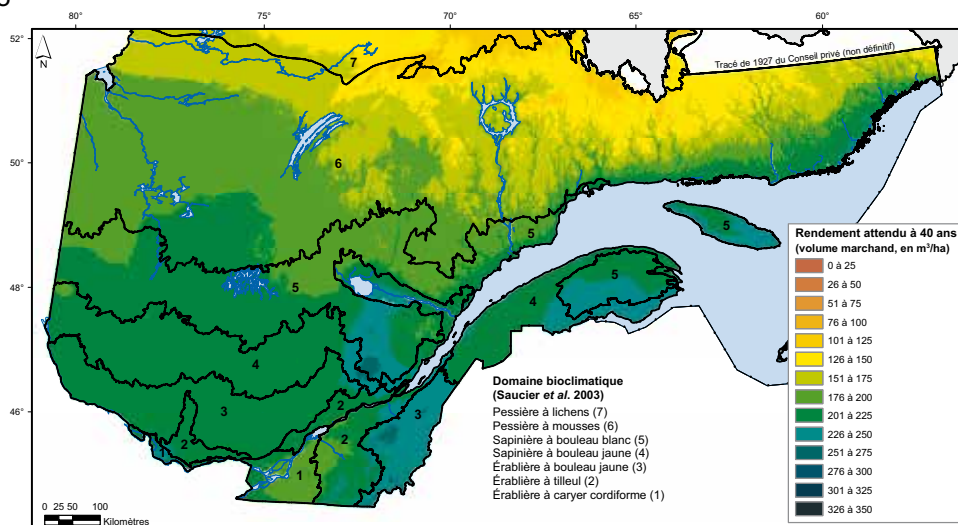 80° 75° 70° 65° 60°
52°
N
7
Tracé de 1927 du Conseil privé (non définitif)
50°
6
5
5
48°
5
5
4
4
46°
3
2
3
2
2
1
1
Domaine bioclimatique
(Saucier et al. 2003)
Pessière à lichens (7)
Pessière à mousses (6)
Sapinière à bouleau blanc (5)
Sapinière à bouleau jaune (4)
Érablière à bouleau jaune (3)
Érablière à tilleul (2)
Érablière à caryer cordiforme (1)
Rendement attendu à 40 ans
(volume marchand, en m³/ha)
0 à 25
26 à 50
51 à 75
76 à 100
101 à 125
126 à 150
151 à 175
176 à 200
201 à 225
226 à 250
251 à 275
276 à 300
301 à 325
326 à 350
0 25 50 100
Kilomètres